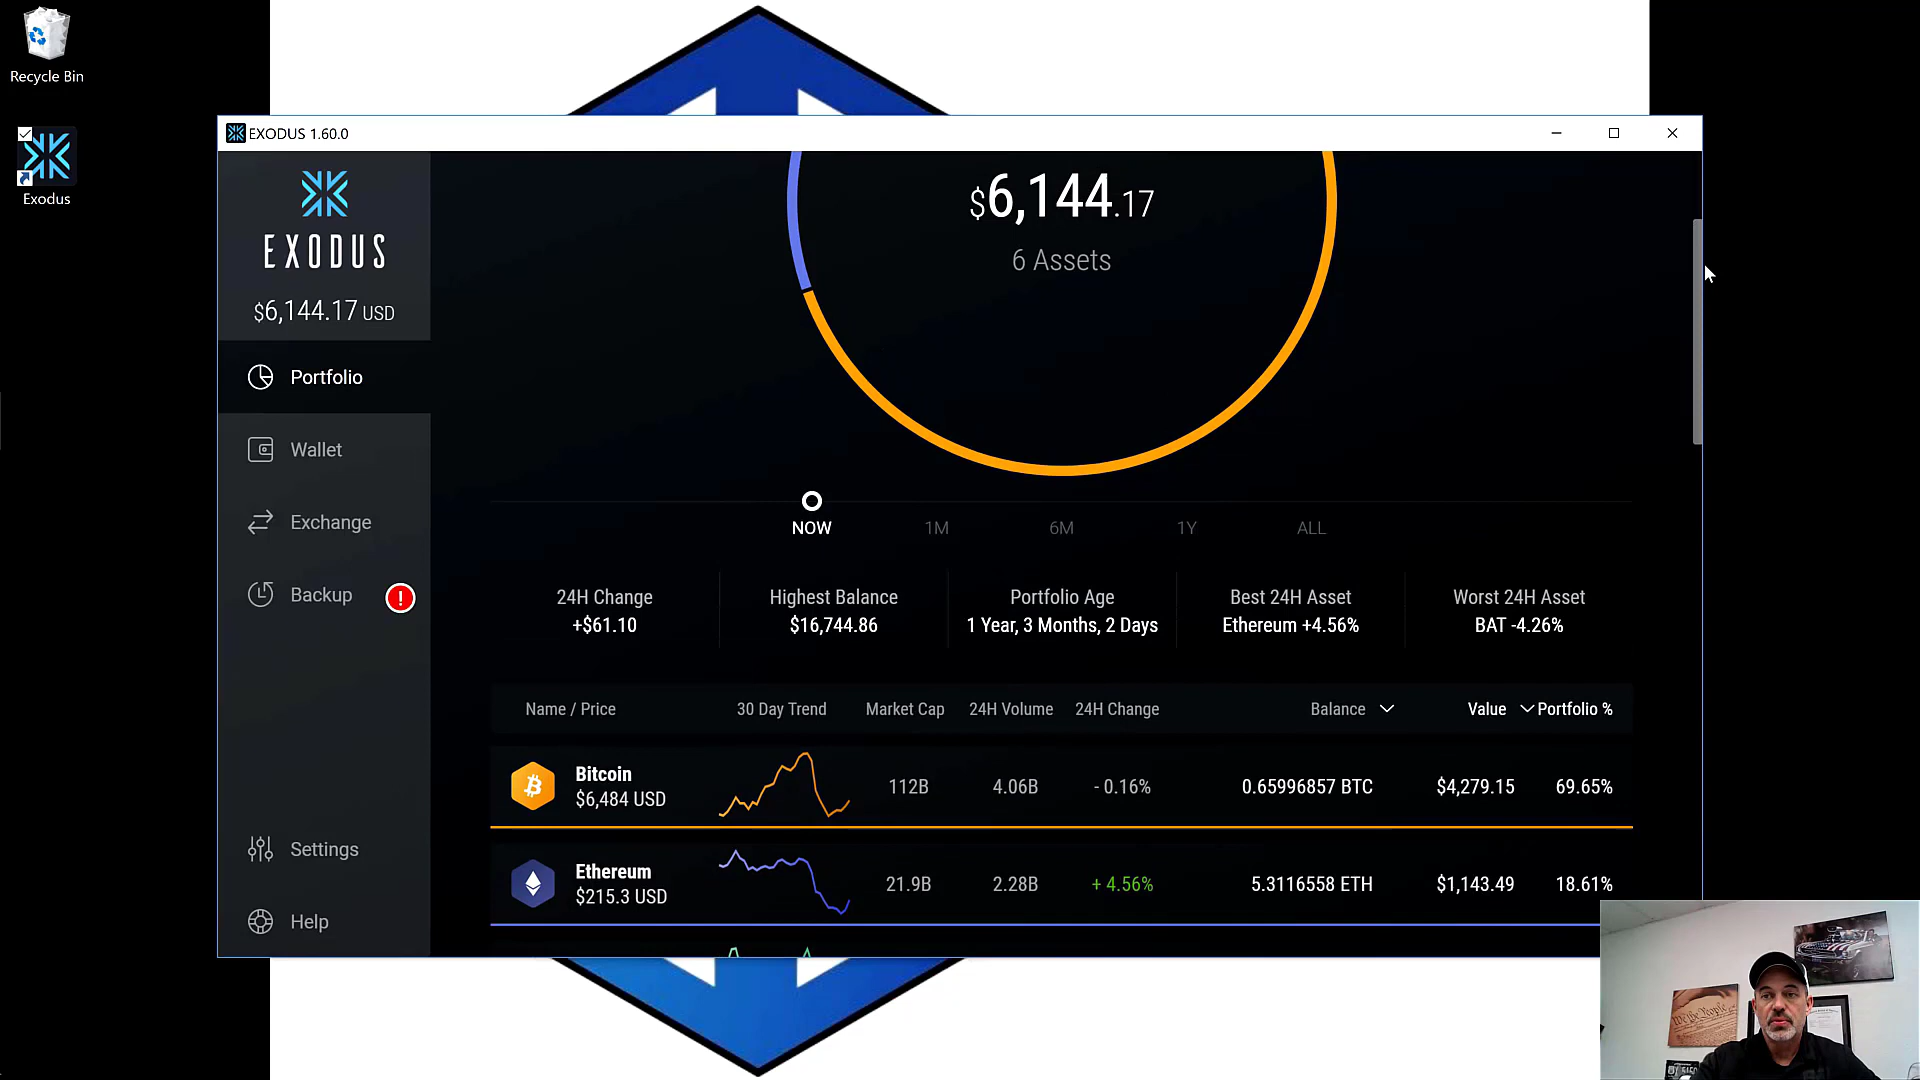 Recycle Bin
Exodus
EXODUS 1.60.0
EXODUS
$6,144.17 USD
Portfolio
Wallet
Exchange
Backup
!
Settings
Help
$6,144.17
6 Assets
NOW 1M 6M 1Y ALL
24H Change Highest Balance Portfolio Age Best 24H Asset Worst 24H Asset
+$61.10 $16,744.86 1 Year, 3 Months, 2 Days Ethereum +4.56% BAT -4.26%
Name / Price 30 Day Trend Market Cap 24H Volume 24H Change Balance Value Portfolio %
Bitcoin
$6,484 USD 112B 4.06B - 0.16% 0.65996857 BTC $4,279.15 69.65%
Ethereum
$215.3 USD 21.9B 2.28B + 4.56% 5.3116558 ETH $1,143.49 18.61%
We the People